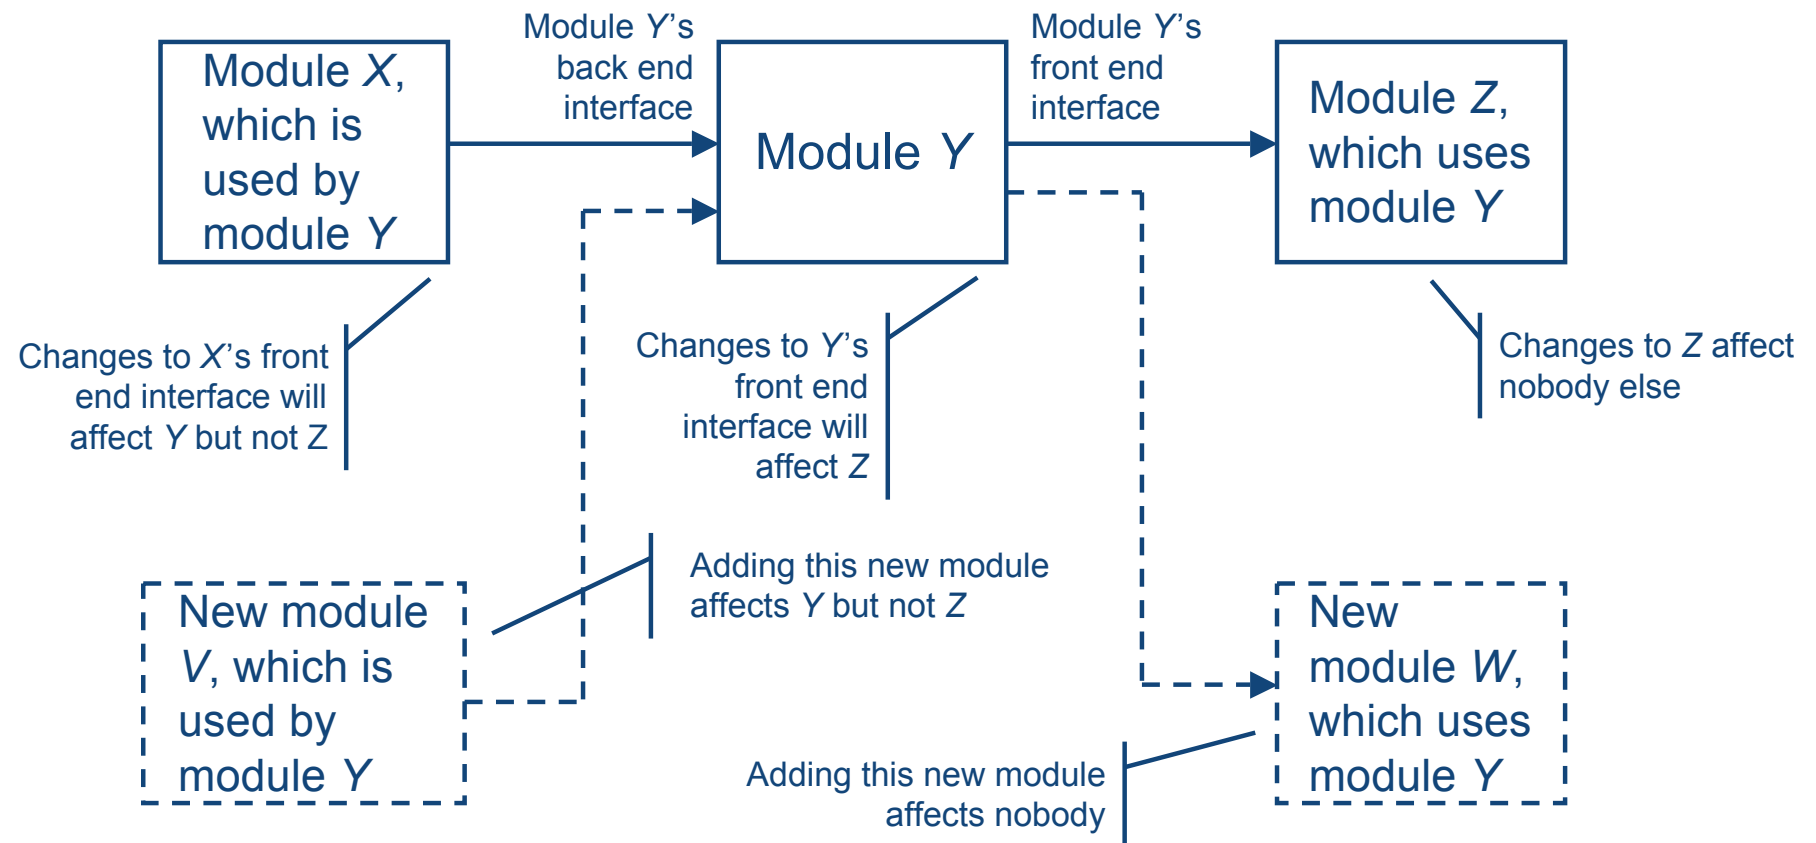 Module X,
which is
used by
module Y
Module Y’s
back end
interface
Module Y
Module Y’s
front end
interface
Module Z,
which uses
module Y
Changes to X’s front
end interface will
affect Y but not Z
Changes to Y’s
front end
interface will
affect Z
Changes to Z affect
nobody else
New module
V, which is
used by
module Y
Adding this new module
affects Y but not Z
New
module W,
which uses
module Y
Adding this new module
affects nobody